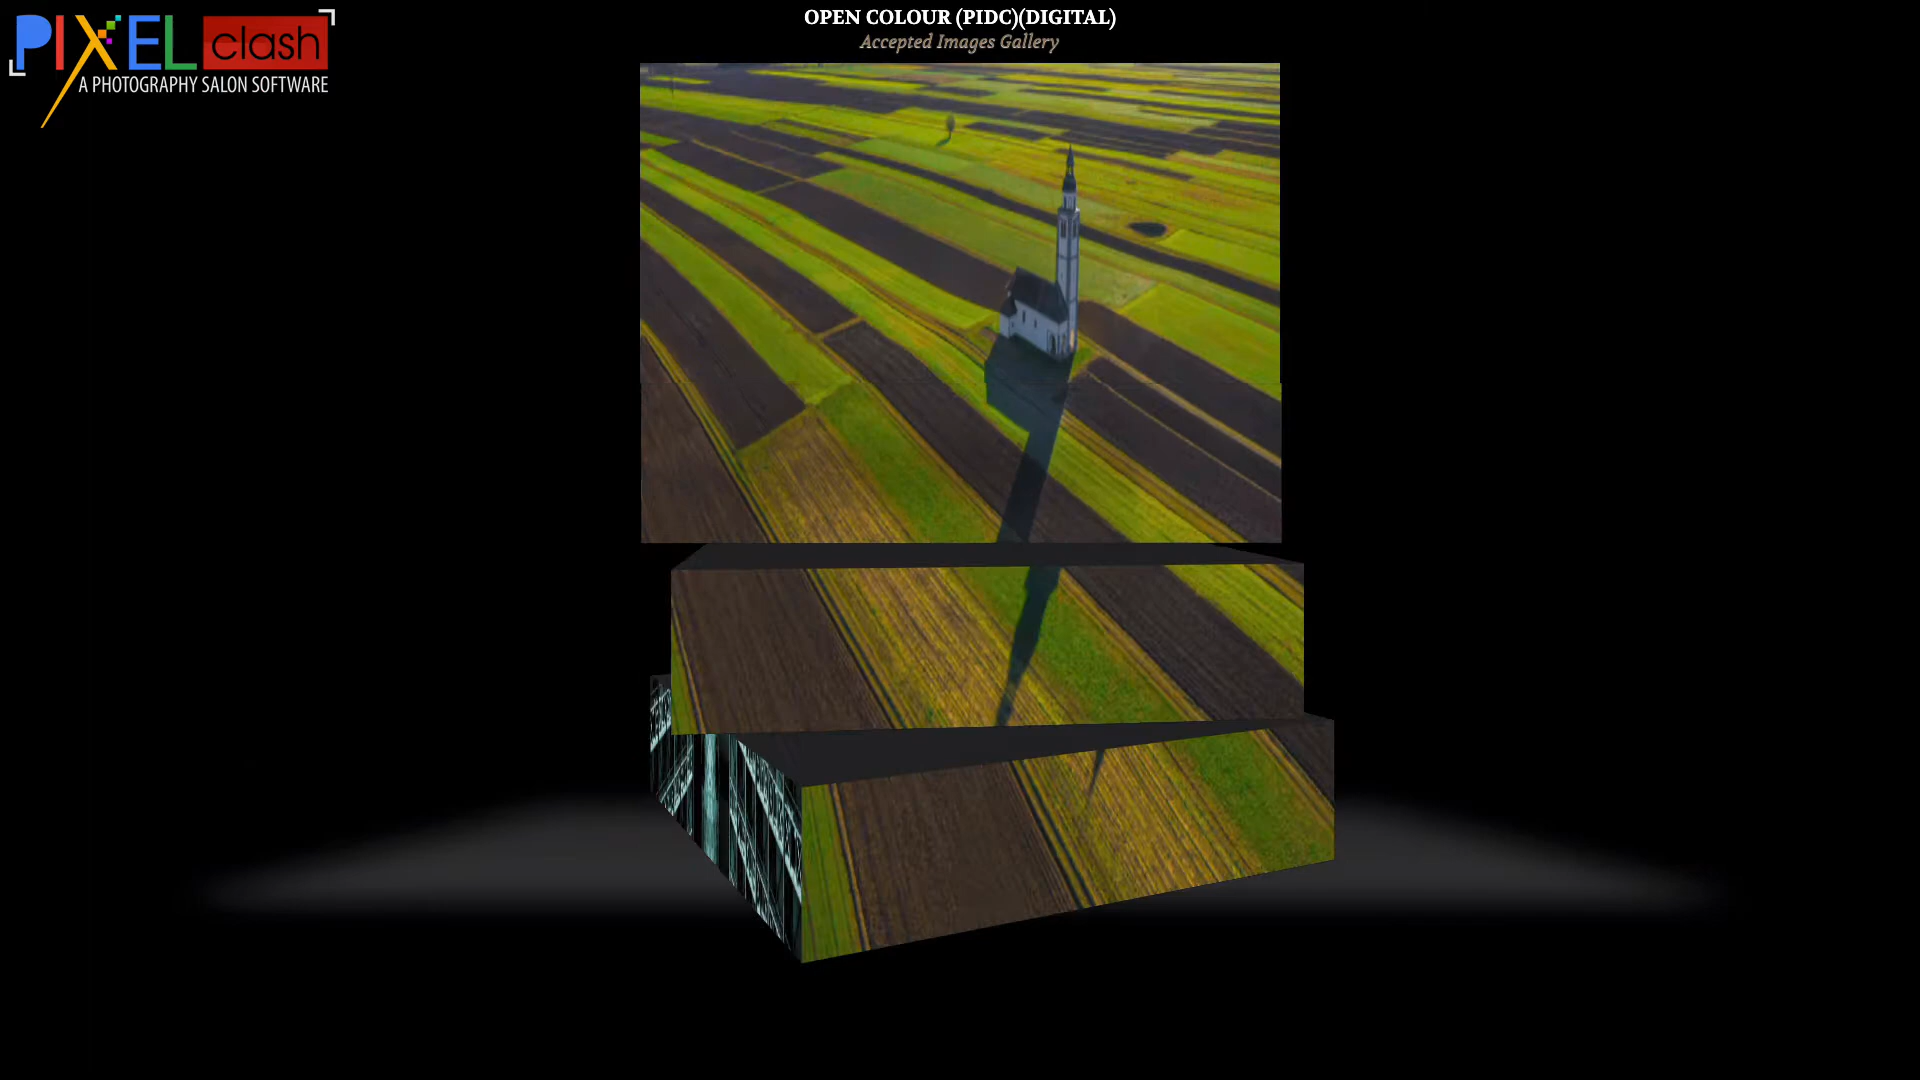 OPEN COLOUR (PIDC)(DIGITAL)
Accepted Images Gallery
PIXEL clash
A PHOTOGRAPHY SALON SOFTWARE